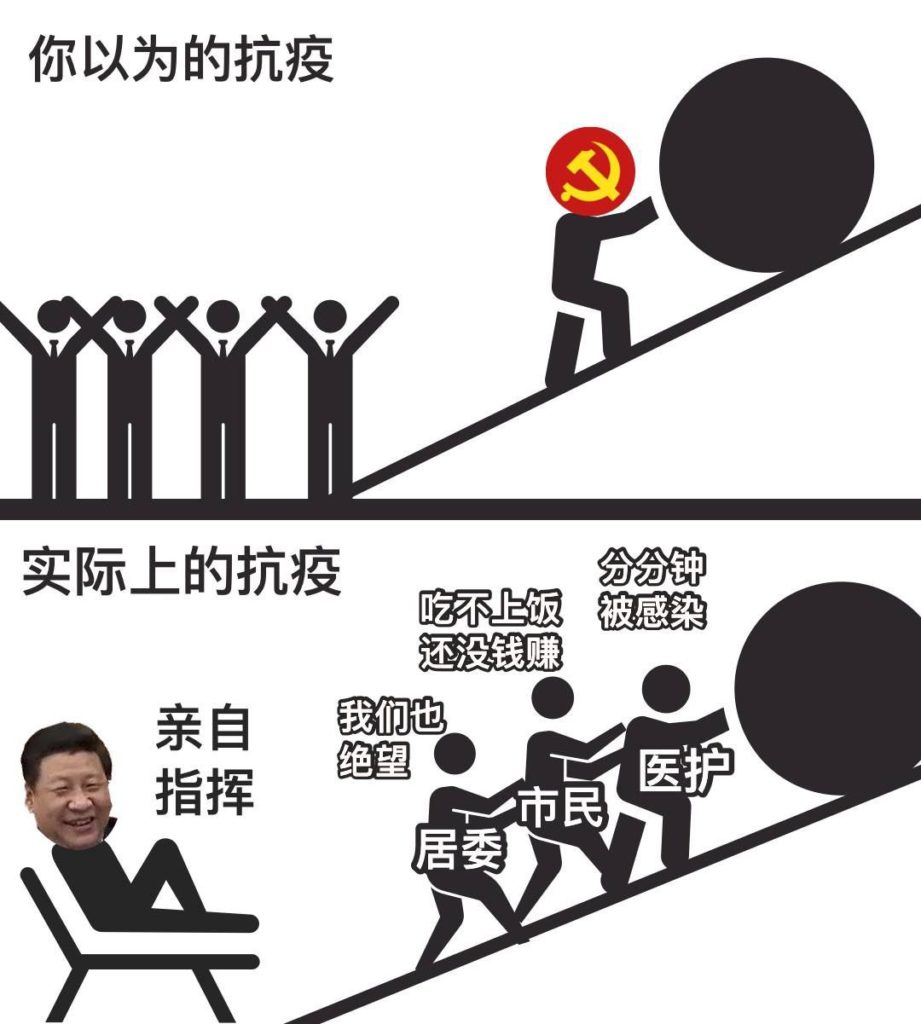 你以为的抗疫
实际上的抗疫
分分钟
被感染
吃不上饭
还没钱赚
我们也
绝望
亲自
指挥
医护
市民
居委